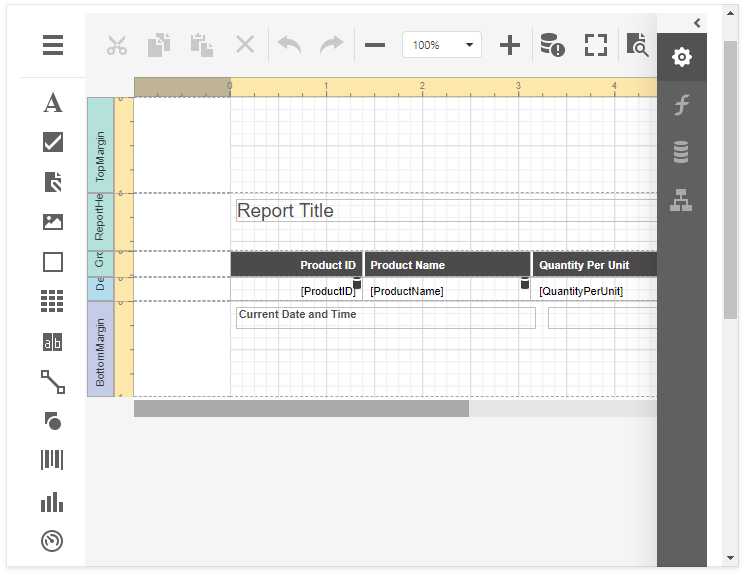 100%
0 1 2 3 4
TopMargin
ReportHe
Report Title
Gro
Product ID Product Name Quantity Per Unit
De
[ProductID] [ProductName] [QuantityPerUnit]
Current Date and Time
BottomMargin
A
ab
f